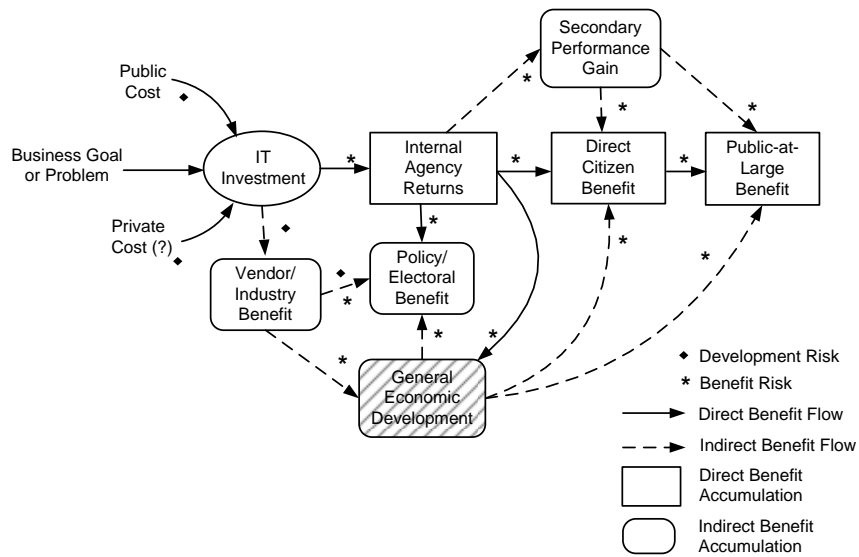 Public
Cost
Secondary
Performance
Gain
Business Goal
or Problem
IT
Investment
Internal
Agency
Returns
Direct
Citizen
Benefit
Public-at-
Large
Benefit
Private
Cost (?)
Vendor/
Industry
Benefit
Policy/
Electoral
Benefit
General
Economic
Development
◆ Development Risk
* Benefit Risk
Direct Benefit Flow
Indirect Benefit Flow
Direct Benefit
Accumulation
Indirect Benefit
Accumulation